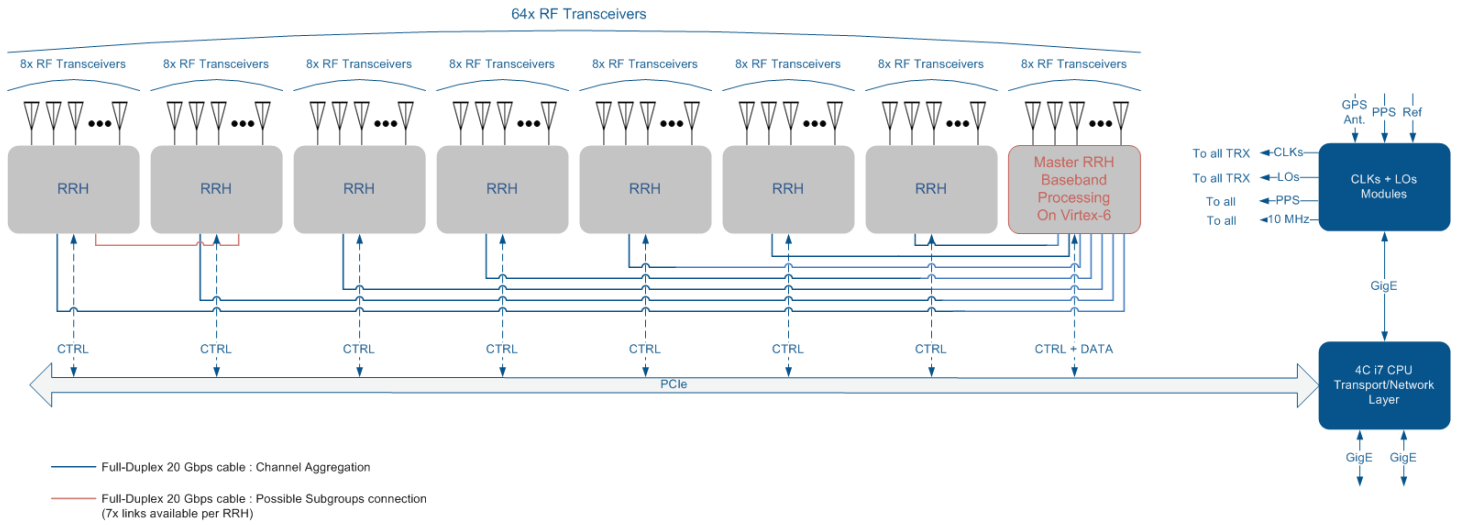 64x RF Transceivers
8x RF Transceivers
8x RF Transceivers
8x RF Transceivers
8x RF Transceivers
8x RF Transceivers
8x RF Transceivers
8x RF Transceivers
8x RF Transceivers
RRH
RRH
RRH
RRH
RRH
RRH
RRH
Master RRH
Baseband
Processing
On Virtex-6
GPS
Ant.
PPS
Ref
To all TRX
CLKs
To all TRX
LOs
To all
PPS
To all
10 MHz
CLKs + LOs
Modules
GigE
CTRL
CTRL
CTRL
CTRL
CTRL
CTRL
CTRL
CTRL + DATA
PCIe
4C i7 CPU
Transport/Network
Layer
GigE
GigE
Full-Duplex 20 Gbps cable : Channel Aggregation
Full-Duplex 20 Gbps cable : Possible Subgroups connection
(7x links available per RRH)